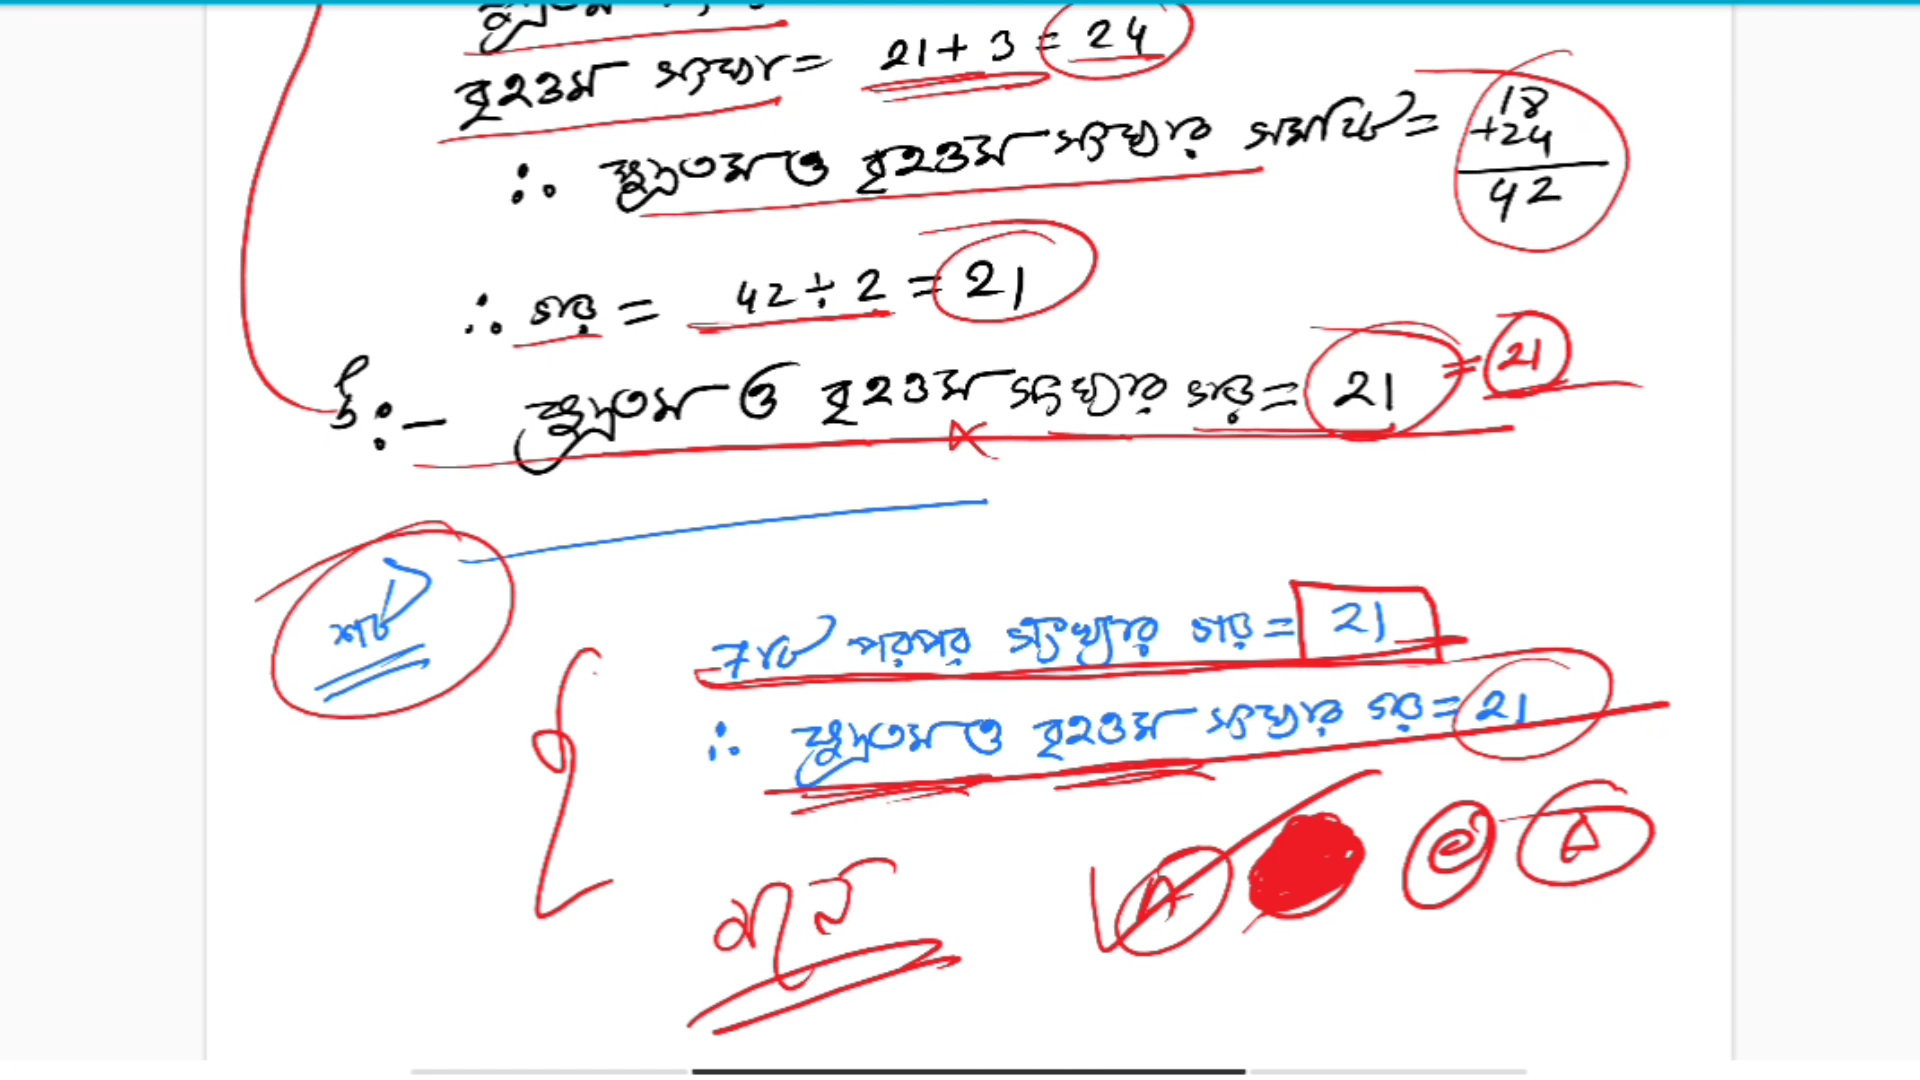 ক্ষুদ্রতম
বৃহত্তম সংখ্যা = 21 + 3 = 24
∴ ক্ষুদ্রতম ও বৃহত্তম সংখ্যার সমষ্টি = 18
+24
42
∴ গড় = 42 ÷ 2 = 21
উঃ- ক্ষুদ্রতম ও বৃহত্তম সংখ্যার গড় = 21 = 21
শর্ট
7টি পরপর সংখ্যার গড় = 21
∴ ক্ষুদ্রতম ও বৃহত্তম সংখ্যার গড় = 21
A